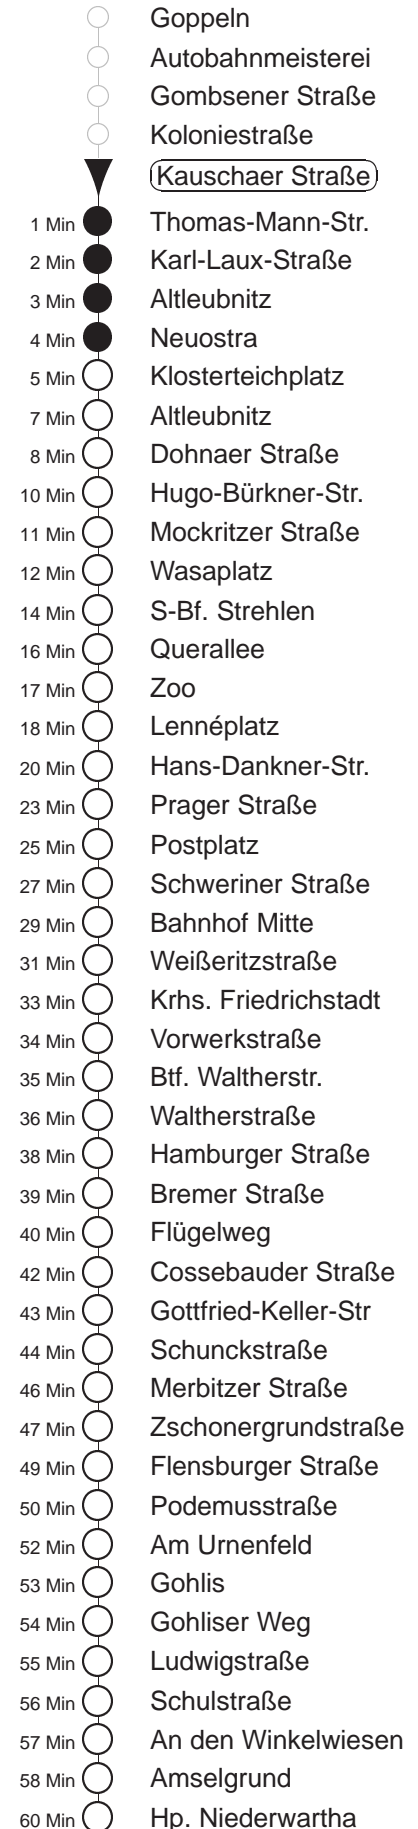 Goppeln
Autobahnmeisterei
Gombsener Straße
Koloniestraße
Kauschaer Straße
1 Min Thomas-Mann-Str.
2 Min Karl-Laux-Straße
3 Min Altleubnitz
4 Min Neuostra
5 Min Klosterteichplatz
7 Min Altleubnitz
8 Min Dohnaer Straße
10 Min Hugo-Bürkner-Str.
11 Min Mockritzer Straße
12 Min Wasaplatz
14 Min S-Bf. Strehlen
16 Min Querallee
17 Min Zoo
18 Min Lennéplatz
20 Min Hans-Dankner-Str.
23 Min Prager Straße
25 Min Postplatz
27 Min Schweriner Straße
29 Min Bahnhof Mitte
31 Min Weißeritzstraße
33 Min Krhs. Friedrichstadt
34 Min Vorwerkstraße
35 Min Btf. Waltherstr.
36 Min Waltherstraße
38 Min Hamburger Straße
39 Min Bremer Straße
40 Min Flügelweg
42 Min Cossebauder Straße
43 Min Gottfried-Keller-Str
44 Min Schunckstraße
46 Min Merbitzer Straße
47 Min Zschonergrundstraße
49 Min Flensburger Straße
50 Min Podemusstraße
52 Min Am Urnenfeld
53 Min Gohlis
54 Min Gohliser Weg
55 Min Ludwigstraße
56 Min Schulstraße
57 Min An den Winkelwiesen
58 Min Amselgrund
60 Min Hp. Niederwartha